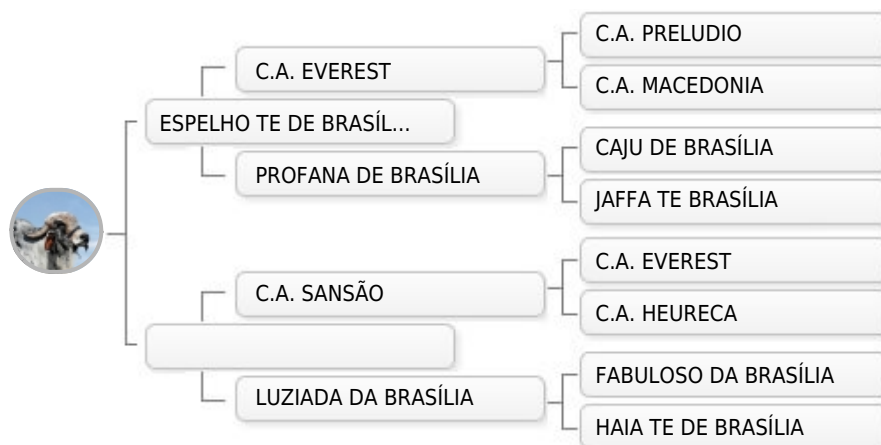 C.A. PRELUDIO
C.A. EVEREST
C.A. MACEDONIA
ESPELHO TE DE BRASÍL...
CAJU DE BRASÍLIA
PROFANA DE BRASÍLIA
JAFFA TE BRASÍLIA
C.A. EVEREST
C.A. SANSÃO
C.A. HEURECA
FABULOSO DA BRASÍLIA
LUZIADA DA BRASÍLIA
HAIA TE DE BRASÍLIA